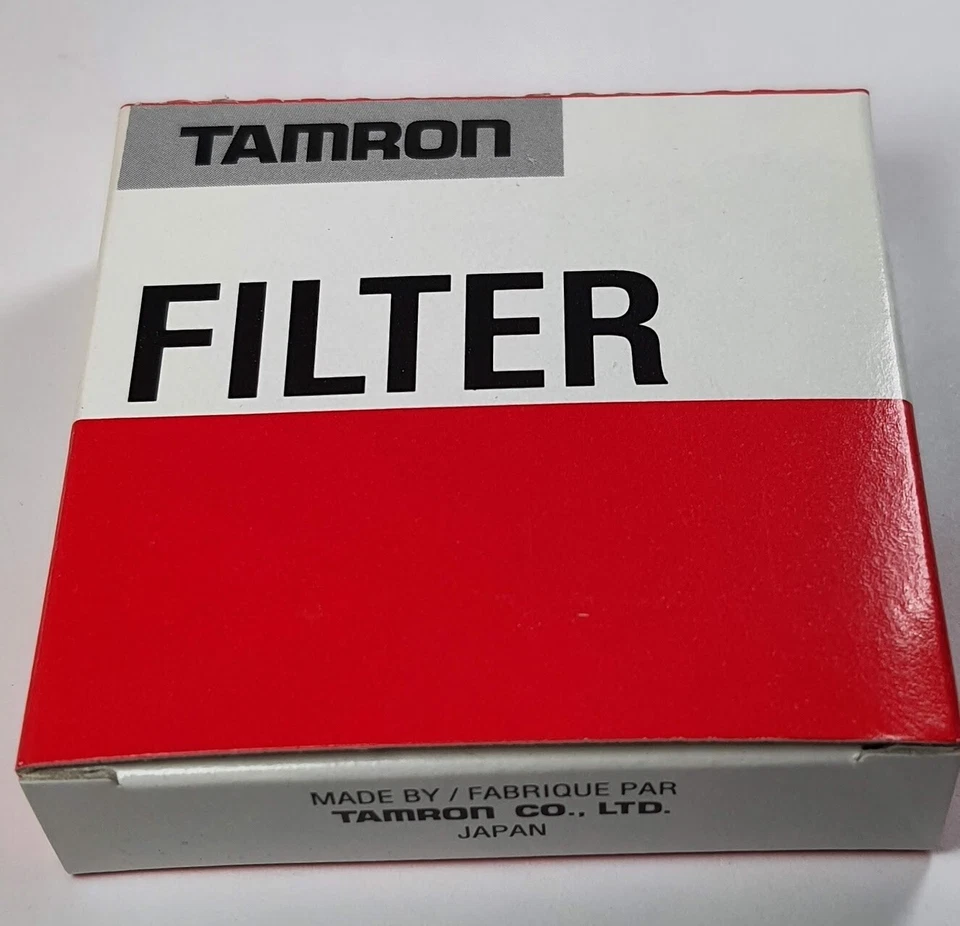 TAMRON
FILTER
MADE BY / FABRIQUE PAR
TAMRON CO., LTD.
JAPAN